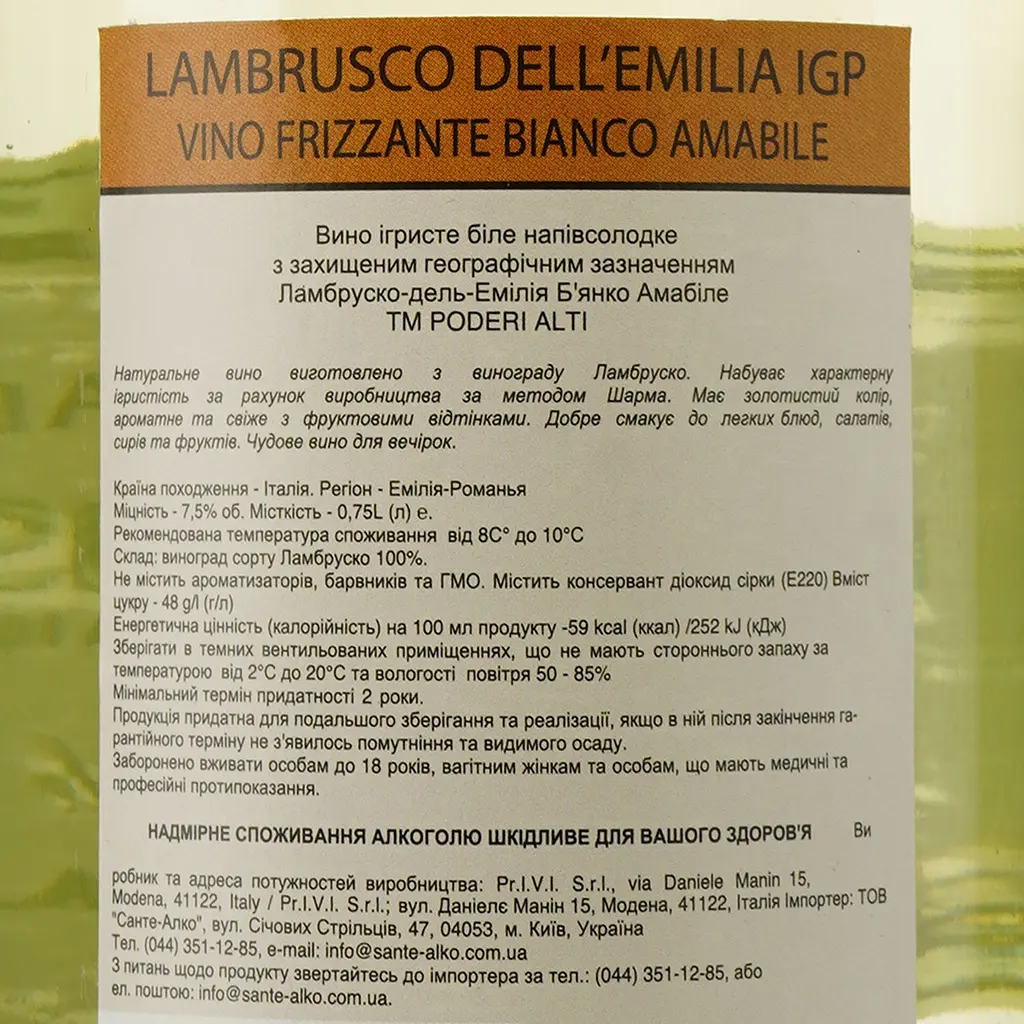 LAMBRUSCO DELL'EMILIA IGP
VINO FRIZZANTE BIANCO AMABILE
Вино ігристе біле напівсолодке
з захищеним географічним зазначенням
Ламбруско-дель-Емілія Б'янко Амабіле
ТМ PODERI ALTI
Натуральне вино виготовлено з винограду Ламбруско. Набуває характерну
ігристість за рахунок виробництва за методом Шарма. Має золотистий колір,
ароматне та свіже з фруктовими відтінками. Добре смакує до легких блюд, салатів,
сирів та фруктів. Чудове вино для вечірок.
Країна походження - Італія. Регіон - Емілія-Романья
Міцність - 7,5% об. Місткість - 0,75L (л) е.
Рекомендована температура споживання від 8С° до 10°С
Склад: виноград сорту Ламбруско 100%.
Не містить ароматизаторів, барвників та ГМО. Містить консервант діоксид сірки (Е220) Вміст
цукру - 48 g/l (г/л)
Енергетична цінність (калорійність) на 100 мл продукту -59 kcal (ккал) /252 kJ (кДж)
Зберігати в темних вентильованих приміщеннях, що не мають стороннього запаху за
температурою від 2°С до 20°С та вологості повітря 50 - 85%
Мінімальний термін придатності 2 роки.
Продукція придатна для подальшого зберігання та реалізації, якщо в ній після закінчення га-
рантійного терміну не з'явилось помутніння та видимого осаду.
Заборонено вживати особам до 18 років, вагітним жінкам та особам, що мають медичні та
професійні протипоказання.
НАДМІРНЕ СПОЖИВАННЯ АЛКОГОЛЮ ШКІДЛИВЕ ДЛЯ ВАШОГО ЗДОРОВ'Я Ви
робник та адреса потужностей виробництва: Pr.I.V.I. S.r.l., via Daniele Manin 15,
Modena, 41122, Italy / Pr.I.V.I. S.r.l.; вул. Даніелє Манін 15, Модена, 41122, Італія Імпортер: ТОВ
"Санте-Алко", вул. Січових Стрільців, 47, 04053, м. Київ, Україна
Тел. (044) 351-12-85, e-mail: info@sante-alko.com.ua
З питань щодо продукту звертайтесь до імпортера за тел.: (044) 351-12-85, або
ел. поштою: info@sante-alko.com.ua.